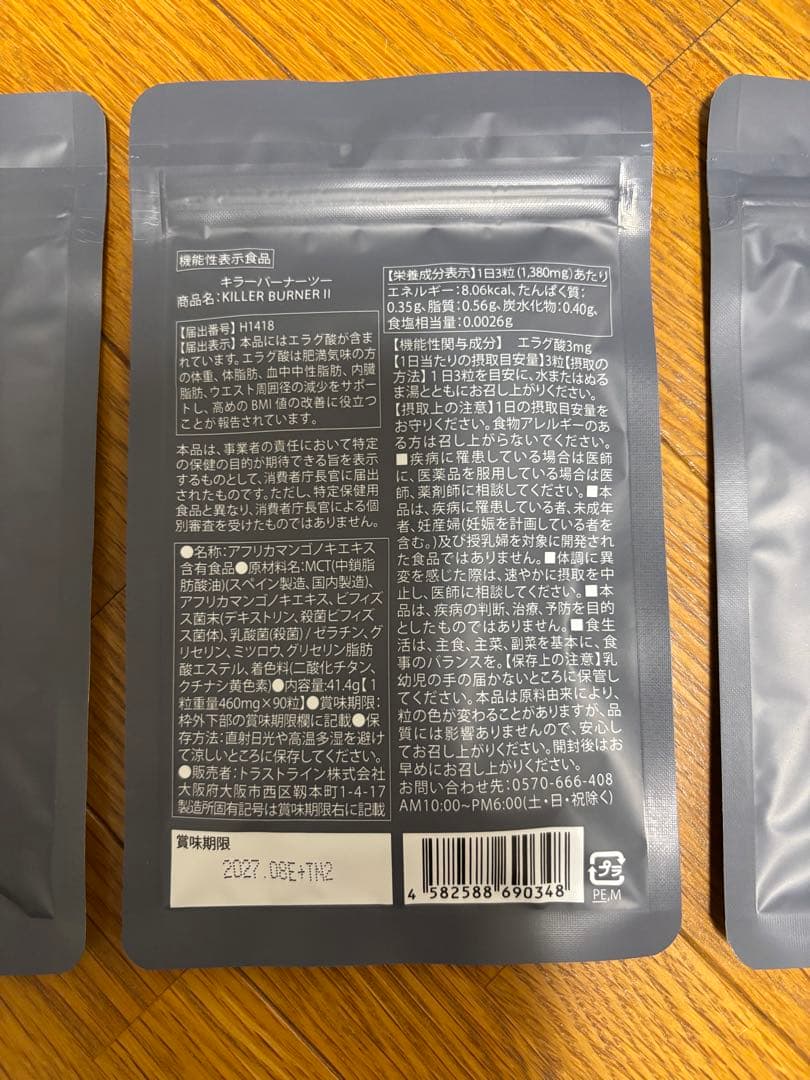 機能性表示食品
キラーバーナーツー
商品名:KILLER BURNER II
【届出番号】H1418
【届出表示】本品にはエラグ酸が含ま
れています。エラグ酸は肥満気味の方
の体重、体脂肪、血中中性脂肪、内臓
脂肪、ウエスト周囲径の減少をサポー
トし、高めのBMI値の改善に役立つ
ことが報告されています。
本品は、事業者の責任において特定
の保健の目的が期待できる旨を表示
するものとして、消費者庁長官に届出
されたものです。ただし、特定保健用
食品と異なり、消費者庁長官による個
別審査を受けたものではありません。
●名称:アフリカマンゴノキエキス
含有食品●原材料名:MCT(中鎖脂
肪酸油)(スペイン製造、国内製造)、
アフリカマンゴノキエキス、ビフィズ
ス菌末(デキストリン、殺菌ビフィズ
ス菌体)、乳酸菌(殺菌)/ゼラチン、グ
リセリン、ミツロウ、グリセリン脂肪
酸エステル、着色料(二酸化チタン、
クチナシ黄色素)●内容量:41.4g【1
粒重量460mg×90粒】●賞味期限:
枠外下部の賞味期限欄に記載●保
存方法:直射日光や高温多湿を避け
て涼しいところに保存してください。
●販売者:トラストライン株式会社
大阪府大阪市西区靱本町1-4-17
製造所固有記号は賞味期限右に記載
【栄養成分表示】1日3粒(1,380mg)あたり
エネルギー:8.06kcal、たんぱく質:
0.35g、脂質:0.56g、炭水化物:0.40g、
食塩相当量:0.0026g
【機能性関与成分】 エラグ酸3mg
【1日当たりの摂取目安量】3粒【摂取の
方法】1日3粒を目安に、水またはぬる
ま湯とともにお召し上がりください。
【摂取上の注意】1日の摂取目安量を
お守りください。食物アレルギーのあ
る方は召し上がらないでください。
■疾病に罹患している場合は医師
に、医薬品を服用している場合は医
師、薬剤師に相談してください。■本
品は、疾病に罹患している者、未成年
者、妊産婦(妊娠を計画している者を
含む。)及び授乳婦を対象に開発され
た食品ではありません。■体調に異
変を感じた際は、速やかに摂取を中
止し、医師に相談してください。■本
品は、疾病の診断、治療、予防を目的
としたものではありません。■食生
活は、主食、主菜、副菜を基本に、食
事のバランスを。【保存上の注意】乳
幼児の手の届かないところに保管し
てください。本品は原料由来により、
粒の色が変わることがありますが、品
質には影響ありませんので、安心し
てお召し上がりください。開封後はお
早めにお召し上がりください。
お問い合わせ先:0570-666-408
AM10:00~PM6:00(土・日・祝除く)
賞味期限
2027.08E+TN2
4 582588 690348
プラ
PE,M